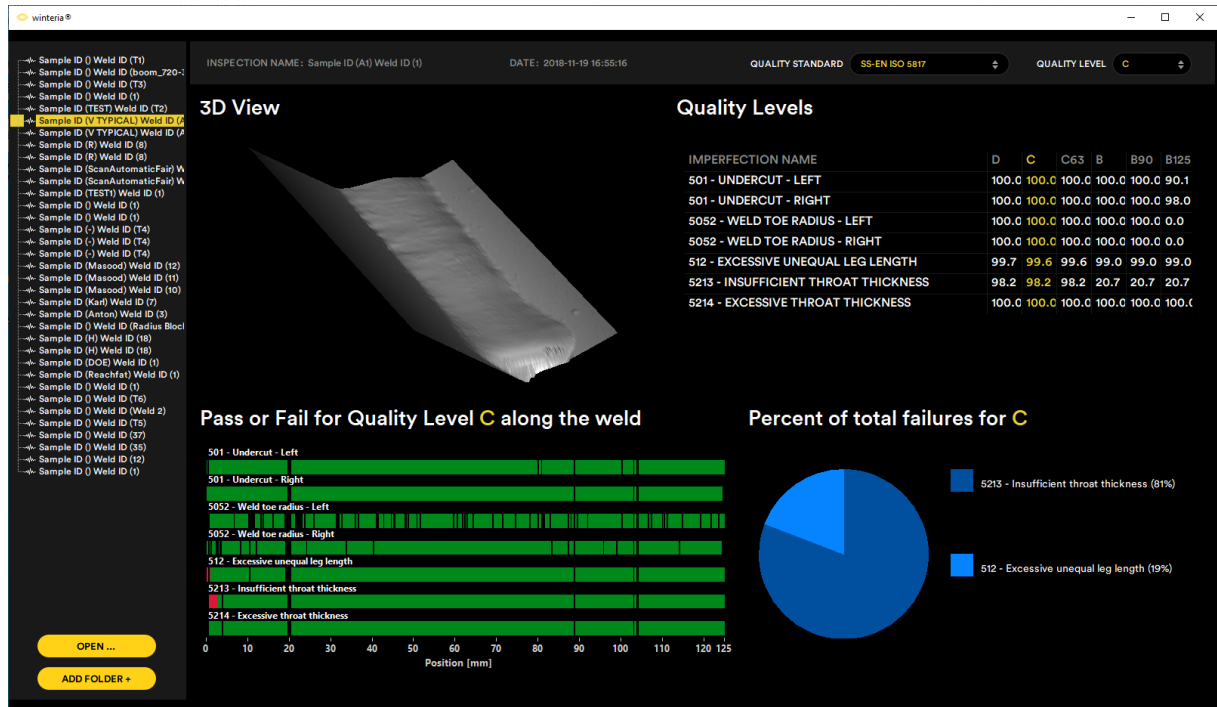 winteria®
Sample ID () Weld ID (T1)
Sample ID () Weld ID (boom_720-
Sample ID () Weld ID (T3)
Sample ID () Weld ID (1)
Sample ID (TEST) Weld ID (T2)
Sample ID (V TYPICAL) Weld ID (A
Sample ID (V TYPICAL) Weld ID (A
Sample ID (R) Weld ID (8)
Sample ID (R) Weld ID (8)
Sample ID (ScanAutomaticFair) W
Sample ID (ScanAutomaticFair) W
Sample ID (TEST1) Weld ID (1)
Sample ID () Weld ID (1)
Sample ID () Weld ID (1)
Sample ID (-) Weld ID (T4)
Sample ID (-) Weld ID (T4)
Sample ID (-) Weld ID (T4)
Sample ID (Masood) Weld ID (12)
Sample ID (Masood) Weld ID (11)
Sample ID (Masood) Weld ID (10)
Sample ID (Karl) Weld ID (7)
Sample ID (Anton) Weld ID (3)
Sample ID () Weld ID (Radius Bloc
Sample ID (H) Weld ID (18)
Sample ID (H) Weld ID (18)
Sample ID (DOE) Weld ID (1)
Sample ID (Reachfat) Weld ID (1)
Sample ID () Weld ID (1)
Sample ID () Weld ID (T6)
Sample ID () Weld ID (Weld 2)
Sample ID () Weld ID (T5)
Sample ID () Weld ID (37)
Sample ID () Weld ID (35)
Sample ID () Weld ID (12)
Sample ID () Weld ID (1)
OPEN ...
ADD FOLDER +
INSPECTION NAME: Sample ID (A1) Weld ID (1) DATE: 2018-11-19 16:55:16 QUALITY STANDARD SS-EN ISO 5817 QUALITY LEVEL C
3D View
Quality Levels
IMPERFECTION NAME D C C63 B B90 B125
501 - UNDERCUT - LEFT 100.0 100.0 100.0 100.0 100.0 90.1
501 - UNDERCUT - RIGHT 100.0 100.0 100.0 100.0 100.0 98.0
5052 - WELD TOE RADIUS - LEFT 100.0 100.0 100.0 100.0 100.0 0.0
5052 - WELD TOE RADIUS - RIGHT 100.0 100.0 100.0 100.0 100.0 0.0
512 - EXCESSIVE UNEQUAL LEG LENGTH 99.7 99.6 99.6 99.0 99.0 99.0
5213 - INSUFFICIENT THROAT THICKNESS 98.2 98.2 98.2 20.7 20.7 20.7
5214 - EXCESSIVE THROAT THICKNESS 100.0 100.0 100.0 100.0 100.0 100.0
Pass or Fail for Quality Level C along the weld
501 - Undercut - Left
501 - Undercut - Right
5052 - Weld toe radius - Left
5052 - Weld toe radius - Right
512 - Excessive unequal leg length
5213 - Insufficient throat thickness
5214 - Excessive throat thickness
0 10 20 30 40 50 60 70 80 90 100 110 120 125
Position [mm]
Percent of total failures for C
5213 - Insufficient throat thickness (81%)
512 - Excessive unequal leg length (19%)